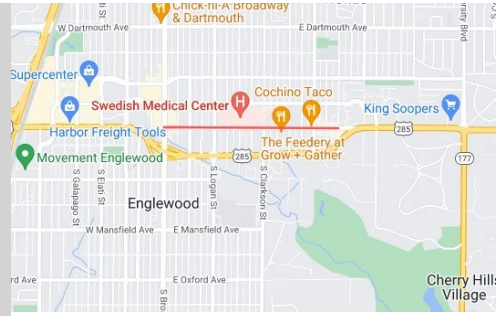 Chick-fil-A Broadway
& Dartmouth
W Dartmouth Ave
E Dartmouth Ave
Supercenter
Cochino Taco
Swedish Medical Center
King Soopers
Harbor Freight Tools
285
The Feedery at
Grow + Gather
285
Movement Englewood
177
S Galapago St
S Elati St
S Logan St
S Clarkson St
Englewood
W Mansfield Ave
E Mansfield Ave
rd Ave
E Oxford Ave
S Bro
Cherry Hills
Village